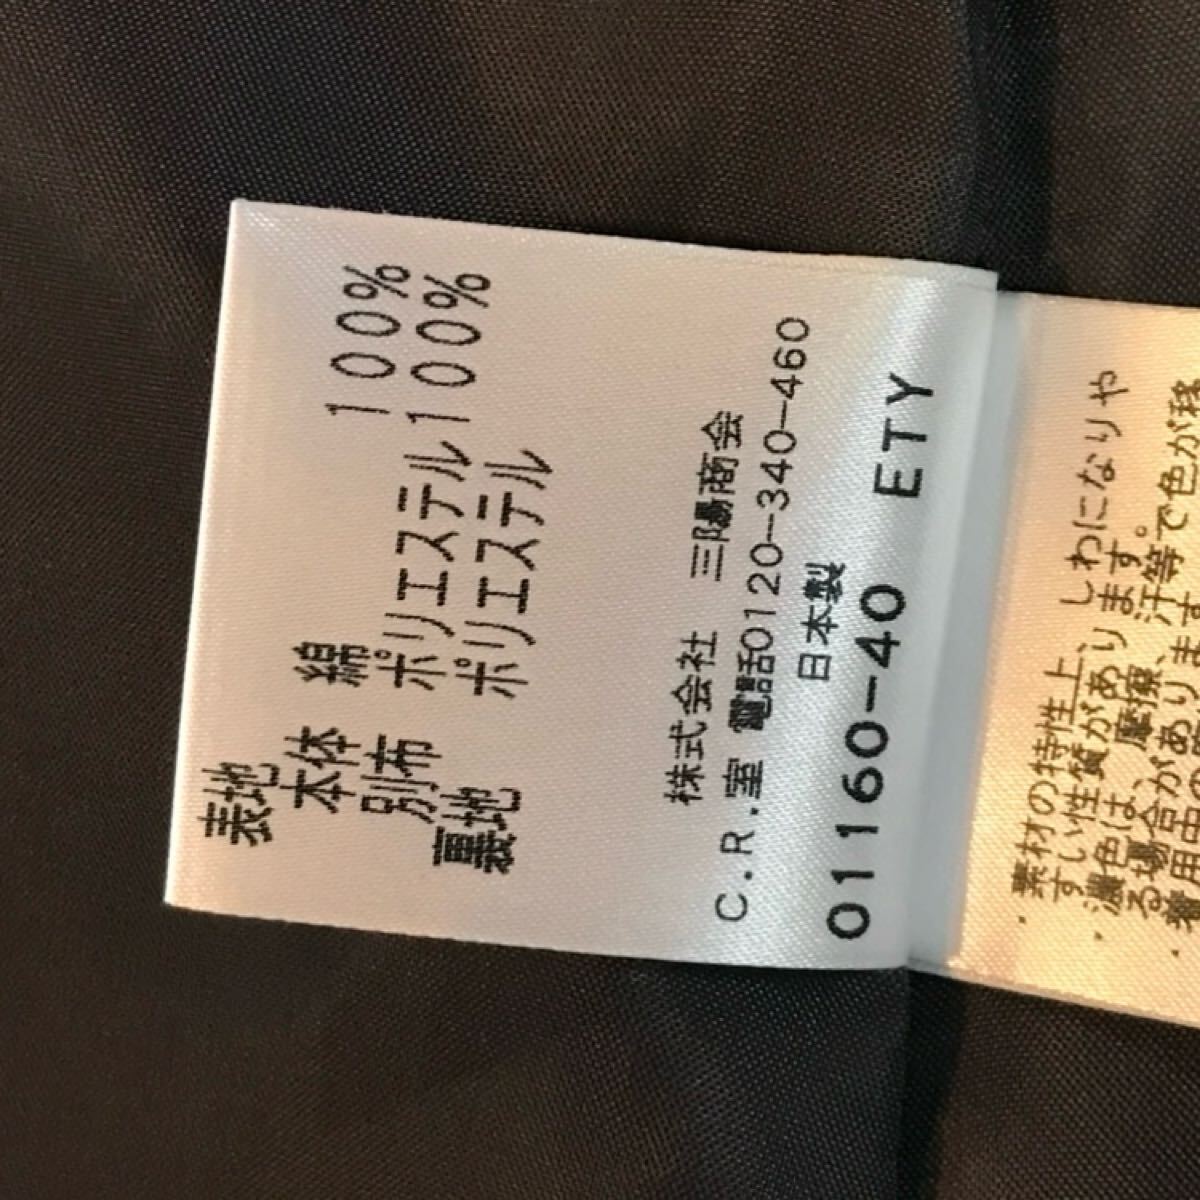 表地
本体 綿 100%
別布 ポリエステル100%
裏地 ポリエステル
株式会社 三陽商会
C.R.室 電話0120-340-460
日本製
01160-40 ETY
・素材の特性上、しわになりや
すい性質があります。
・濃色は、摩擦、汗等で色が移
る場合があります
・着用中の